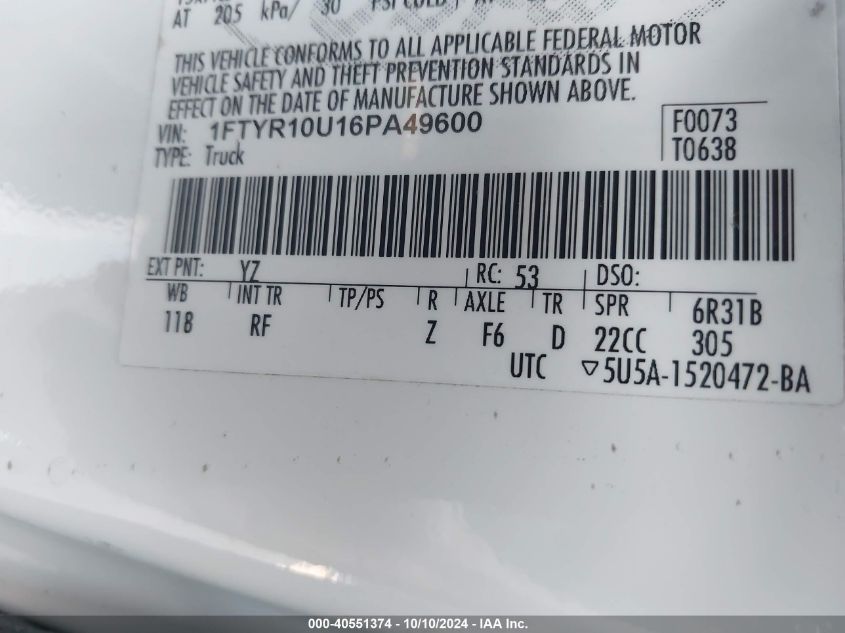 AT 205 kPa/ 30 PSI COLD
THIS VEHICLE CONFORMS TO ALL APPLICABLE FEDERAL MOTOR
VEHICLE SAFETY AND THEFT PREVENTION STANDARDS IN
EFFECT ON THE DATE OF MANUFACTURE SHOWN ABOVE.
VIN: 1FTYR10U16PA49600 F0073
TYPE: Truck T0638
EXT PNT: YZ RC: 53 DSO:
WB INT TR TP/PS R AXLE TR SPR 6R31B
118 RF Z F6 D 22CC 305
UTC ▽5U5A-1520472-BA
000-40551374 - 10/10/2024 - IAA Inc.